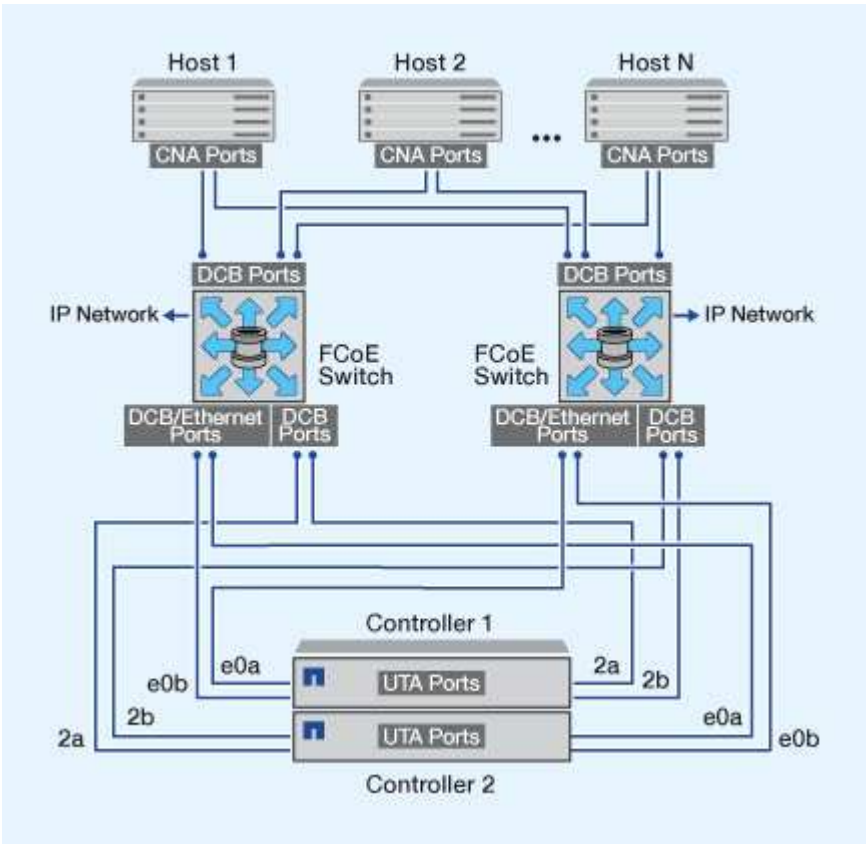 Host 1
Host 2
Host N
CNA Ports
CNA Ports
...
CNA Ports
DCB Ports
DCB Ports
IP Network
IP Network
FCoE
Switch
FCoE
Switch
DCB/Ethernet
Ports
DCB
Ports
DCB/Ethernet
Ports
DCB
Ports
Controller 1
e0a
2a
e0b
UTA Ports
2b
2b
e0a
2a
UTA Ports
e0b
Controller 2